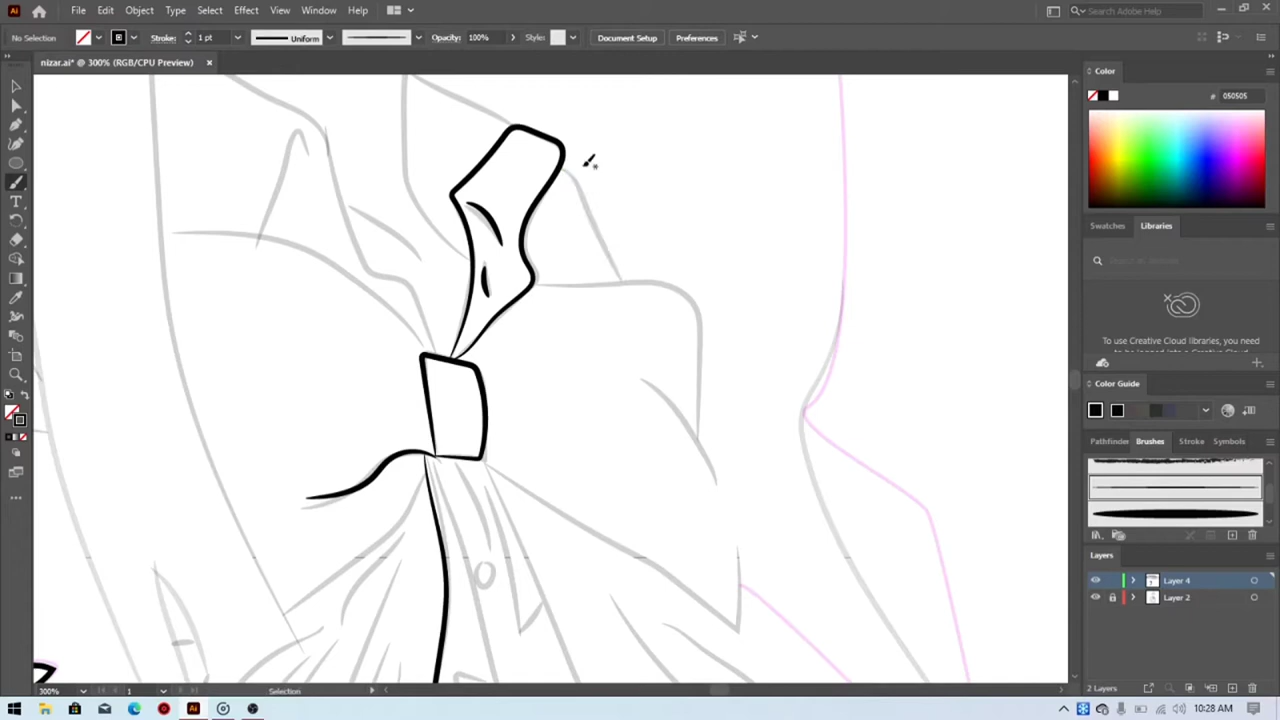 Ai File Edit Object Type Select Effect View Window Help Search Adobe Help
No Selection Stroke: 1 pt Uniform Opacity: 100% Style: Document Setup Preferences
nizar.ai* @ 300% (RGB/CPU Preview) ×
Color
# 050505
Swatches Libraries
To use Creative Cloud libraries, you need
Color Guide
Pathfinder Brushes Stroke Symbols
Layers
Layer 4
Layer 2
2 Layers
300% 1 Selection
Ai 10:28 AM